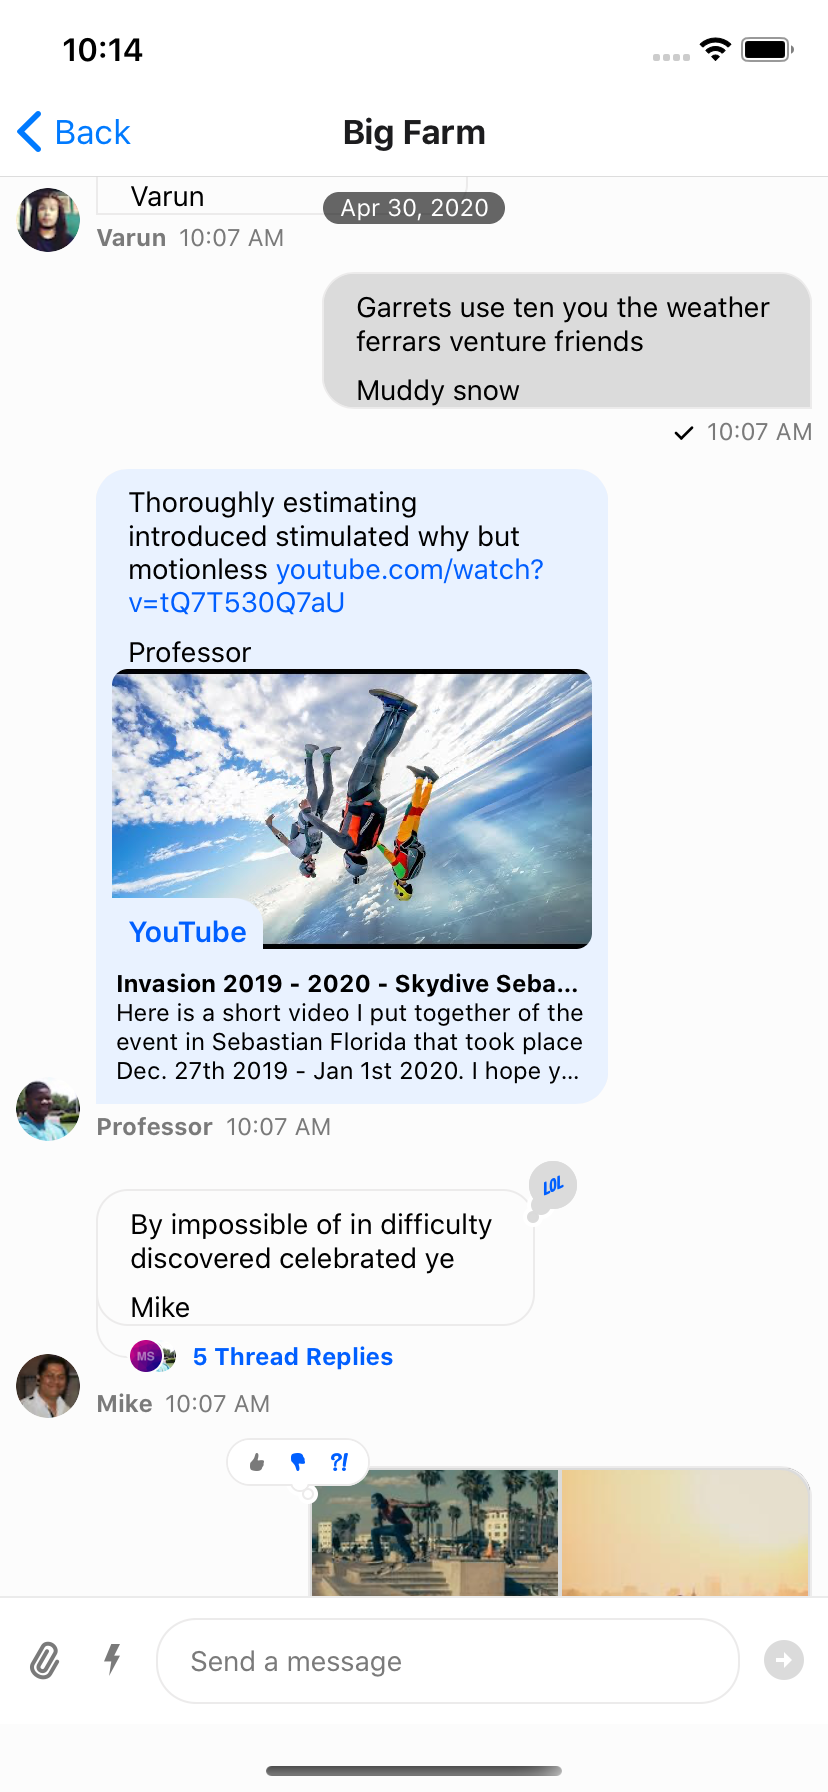 10:14
Back
Big Farm
Varun
Apr 30, 2020
Varun 10:07 AM
Garrets use ten you the weather
ferrars venture friends
Muddy snow
10:07 AM
Thoroughly estimating
introduced stimulated why but
motionless youtube.com/watch?
v=tQ7T530Q7aU
Professor
YouTube
Invasion 2019 - 2020 - Skydive Seba...
Here is a short video I put together of the
event in Sebastian Florida that took place
Dec. 27th 2019 - Jan 1st 2020. I hope y...
Professor 10:07 AM
LOL
By impossible of in difficulty
discovered celebrated ye
Mike
MS
5 Thread Replies
Mike 10:07 AM
?!
Send a message